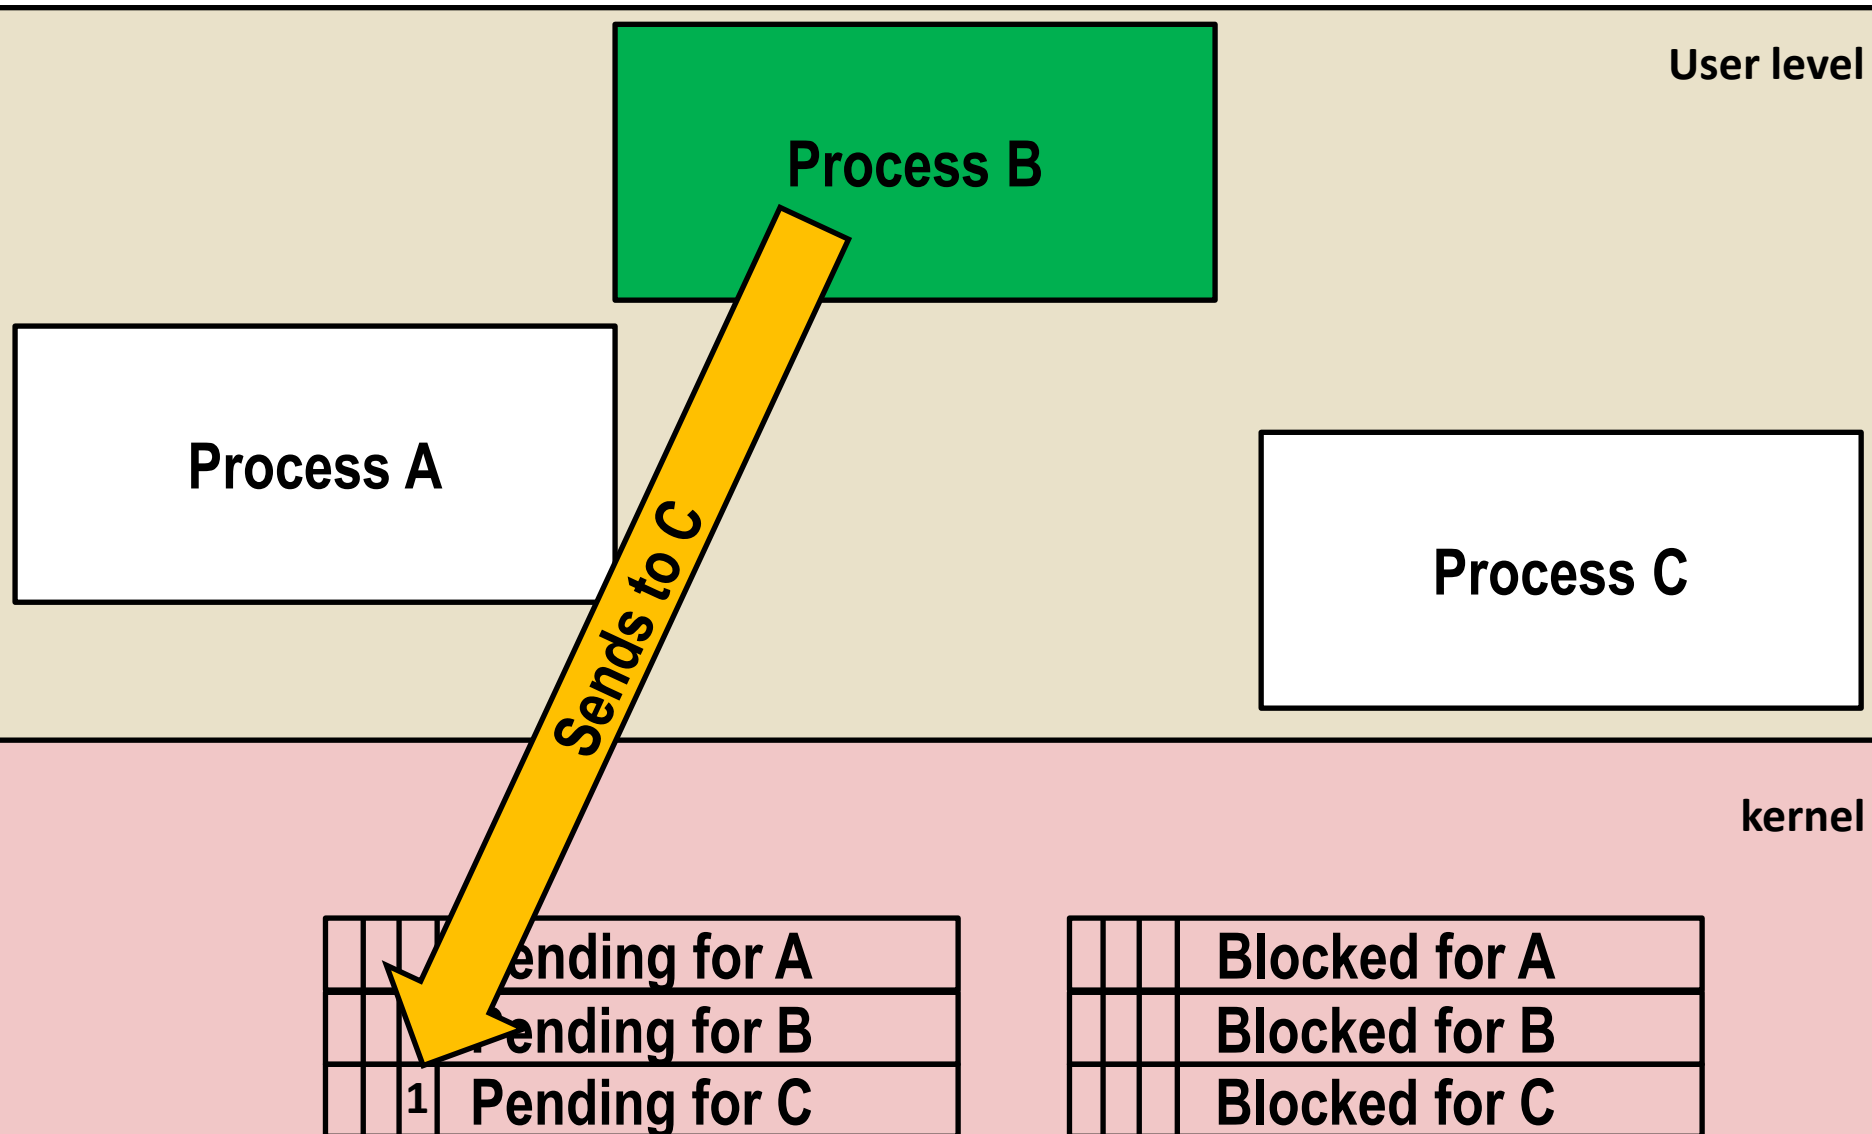 User level
Process B
Process A
Sends to C
Process C
kernel
ending for A
Blocked for A
Pending for B
Blocked for B
1 Pending for C
Blocked for C